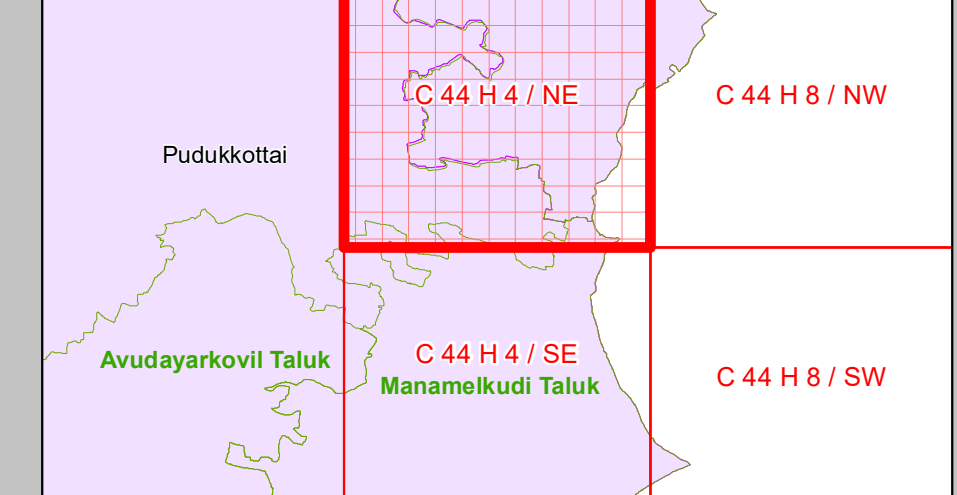 C 44 H 4 / NE
C 44 H 8 / NW
Pudukkottai
Avudayarkovil Taluk
C 44 H 4 / SE
Manamelkudi Taluk
C 44 H 8 / SW